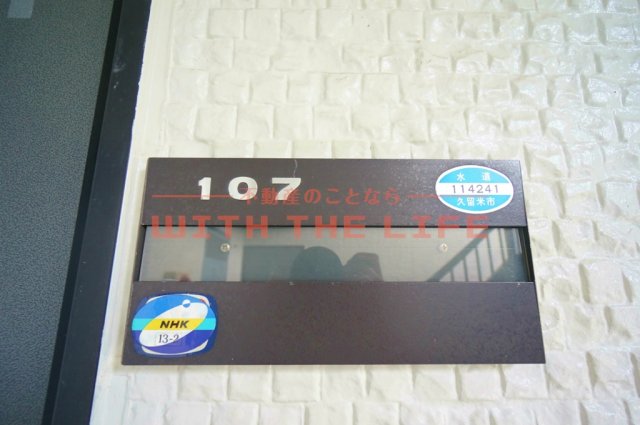 107
水道
114241
久留米市
不動産のことなら
WITH THE LIFE
NHK
13-2